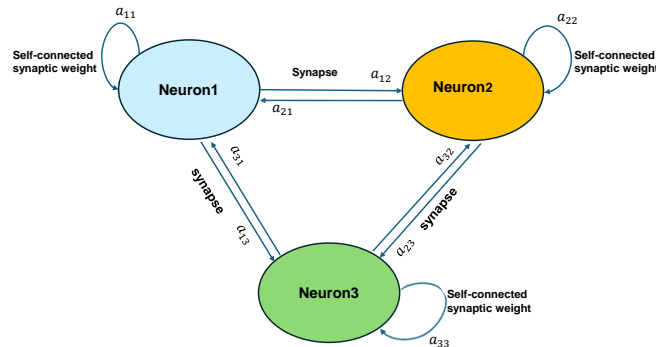 a₁₁
a₂₂
Self-connected
synaptic weight
Self-connected
synaptic weight
Synapse
a₁₂
Neuron1
Neuron2
a₂₁
a₃₁
a₃₂
synapse
synapse
a₁₃
a₂₃
Neuron3
Self-connected
synaptic weight
a₃₃